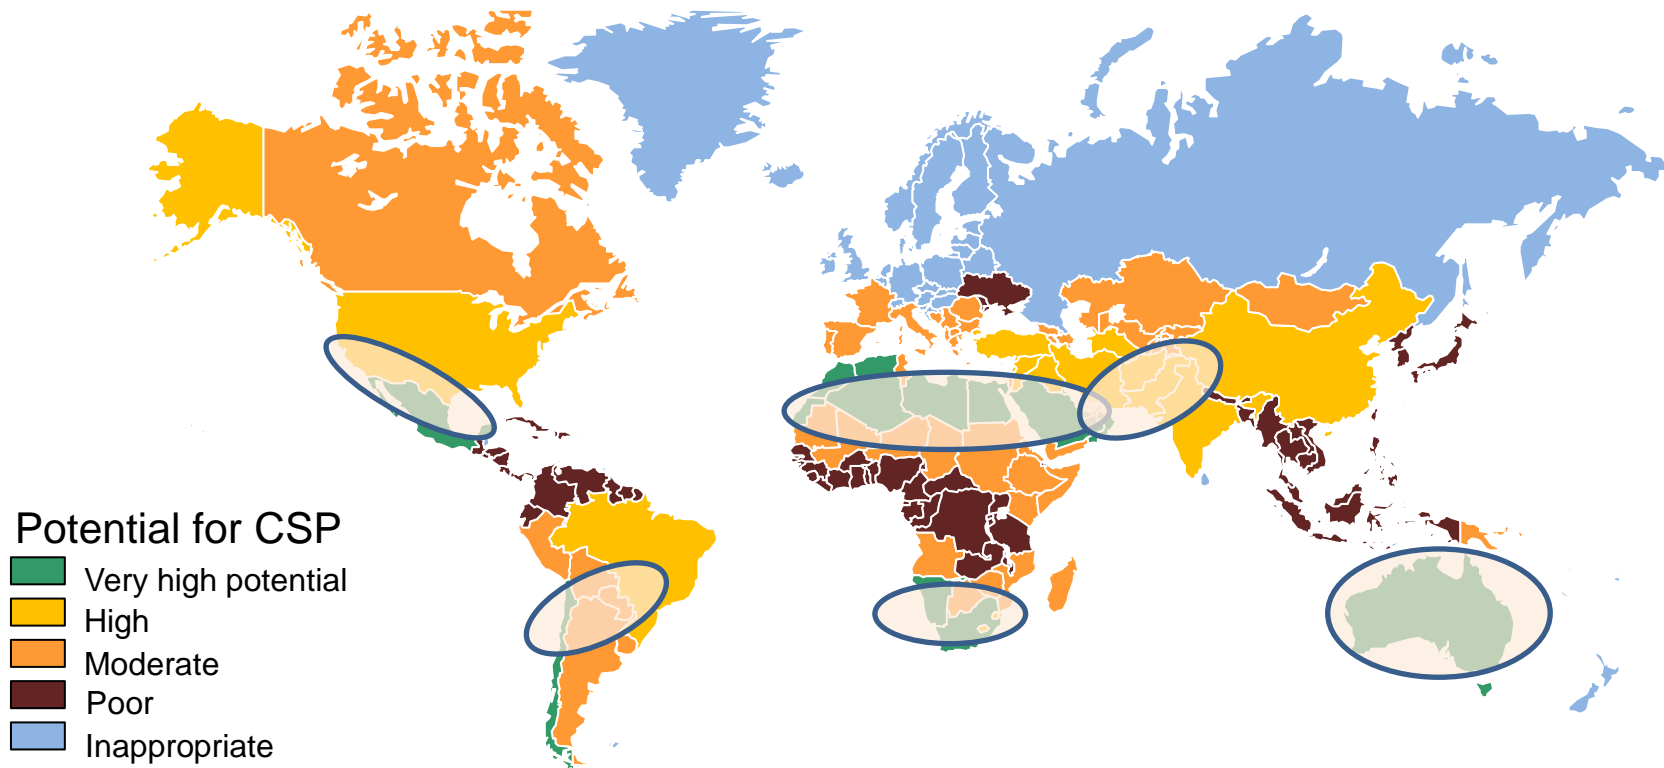 Potential for CSP
Very high potential
High
Moderate
Poor
Inappropriate